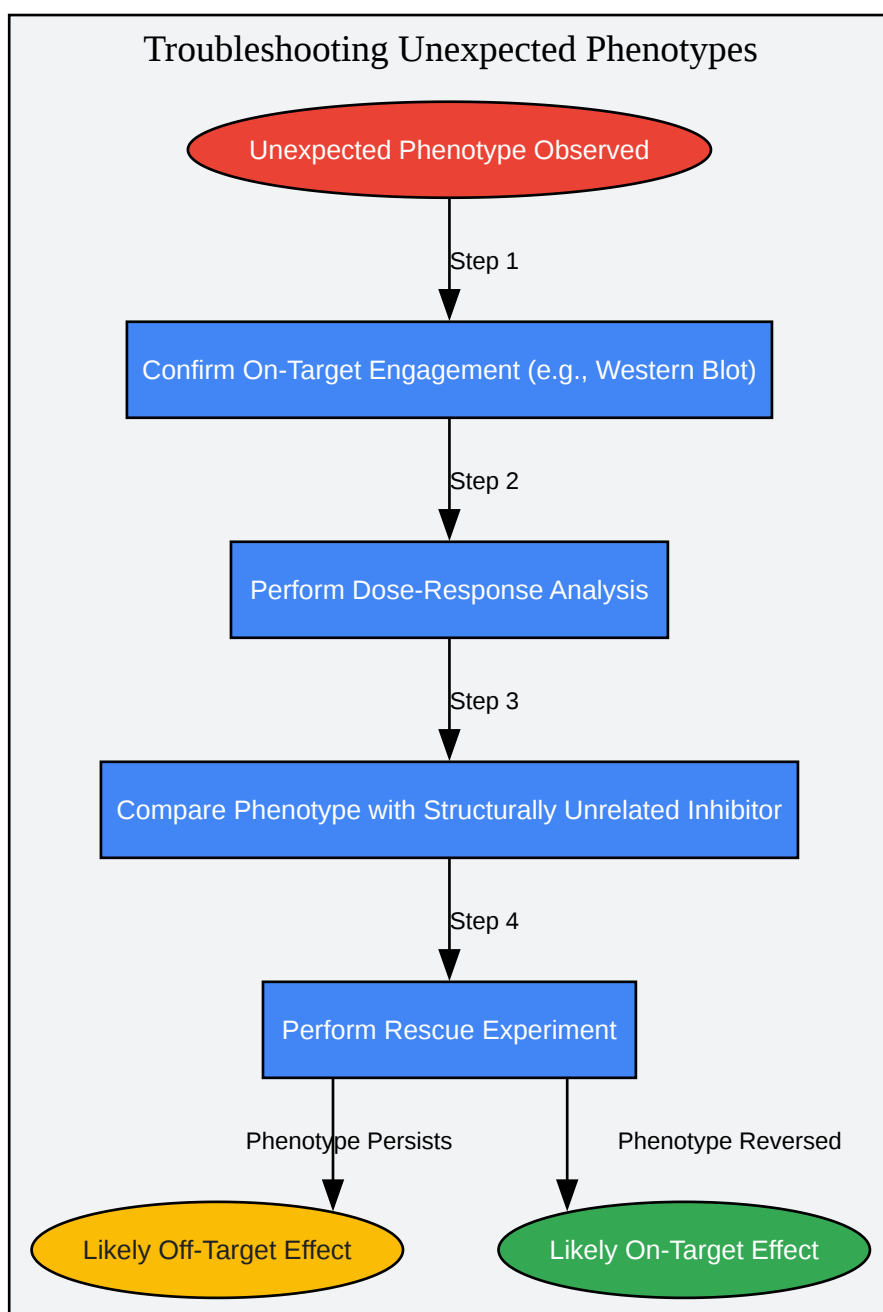 Troubleshooting Unexpected Phenotypes
Unexpected Phenotype Observed
Step 1
Confirm On-Target Engagement (e.g., Western Blot)
Step 2
Perform Dose-Response Analysis
Step 3
Compare Phenotype with Structurally Unrelated Inhibitor
Step 4
Perform Rescue Experiment
Phenotype Persists
Phenotype Reversed
Likely Off-Target Effect
Likely On-Target Effect